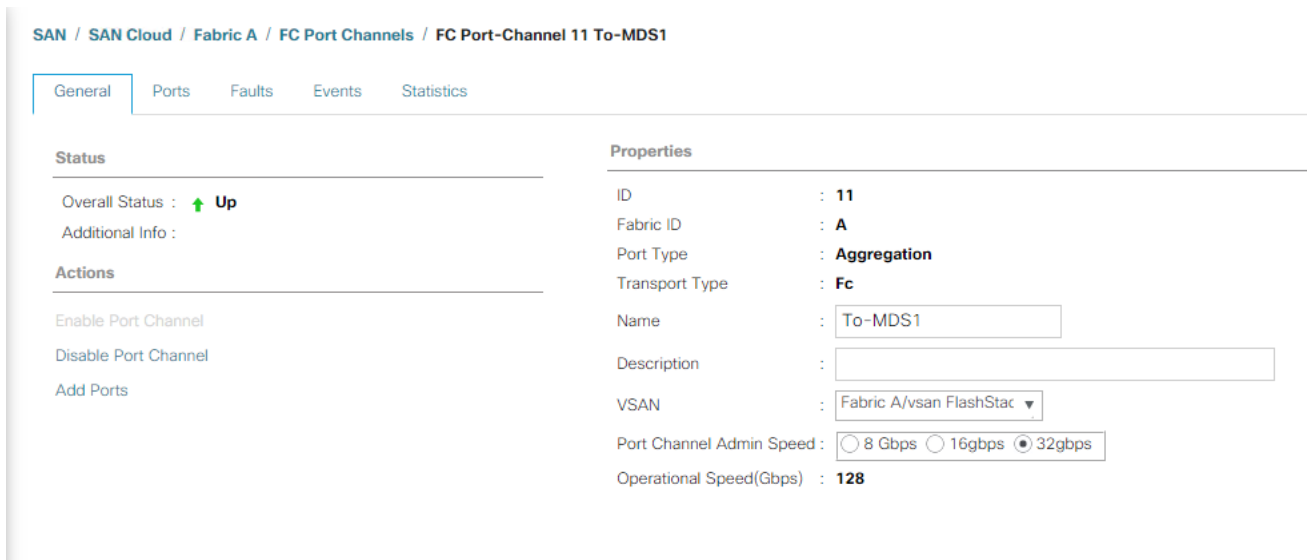 SAN / SAN Cloud / Fabric A / FC Port Channels / FC Port-Channel 11 To-MDS1
General Ports Faults Events Statistics
Status
Overall Status : Up
Additional Info :
Actions
Enable Port Channel
Disable Port Channel
Add Ports
Properties
ID : 11
Fabric ID : A
Port Type : Aggregation
Transport Type : Fc
Name : To-MDS1
Description :
VSAN : Fabric A/vsan FlashStac
Port Channel Admin Speed : 8 Gbps 16gbps 32gbps
Operational Speed(Gbps) : 128